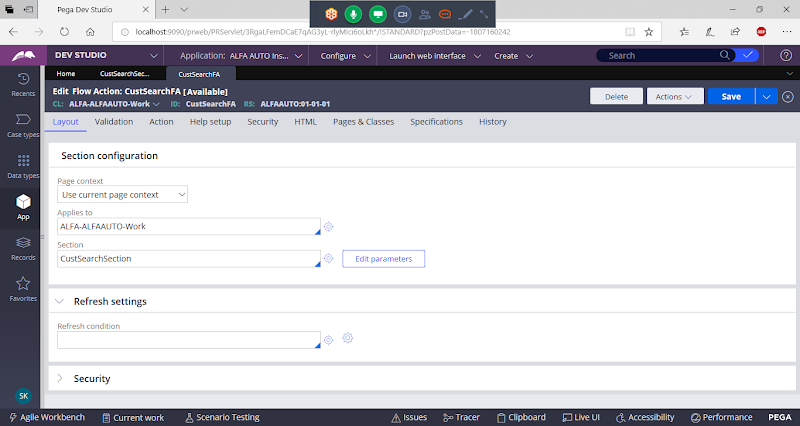 Pega Dev Studio
localhost:9090/prweb/PRServlet/3RgaLFemDCaE7qAG3yL-rlyMIci6oLkh*/!STANDARD?pzPostData=-1807160242
DEV STUDIO
Application: ALFA AUTO Ins...
Configure
Launch web interface
Create
Search
Home
CustSearchSec...
CustSearchFA
Recents
Case types
Data types
App
Records
Favorites
SK
Edit Flow Action: CustSearchFA [Available]
CL: ALFA-ALFAAUTO-Work ID: CustSearchFA RS: ALFAAUTO:01-01-01
Delete
Actions
Save
Layout Validation Action Help setup Security HTML Pages & Classes Specifications History
Section configuration
Page context
Use current page context
Applies to
ALFA-ALFAAUTO-Work
Section
CustSearchSection
Edit parameters
Refresh settings
Refresh condition
Security
Agile Workbench
Current work
Scenario Testing
Issues
Tracer
Clipboard
Live UI
Accessibility
Performance
PEGA